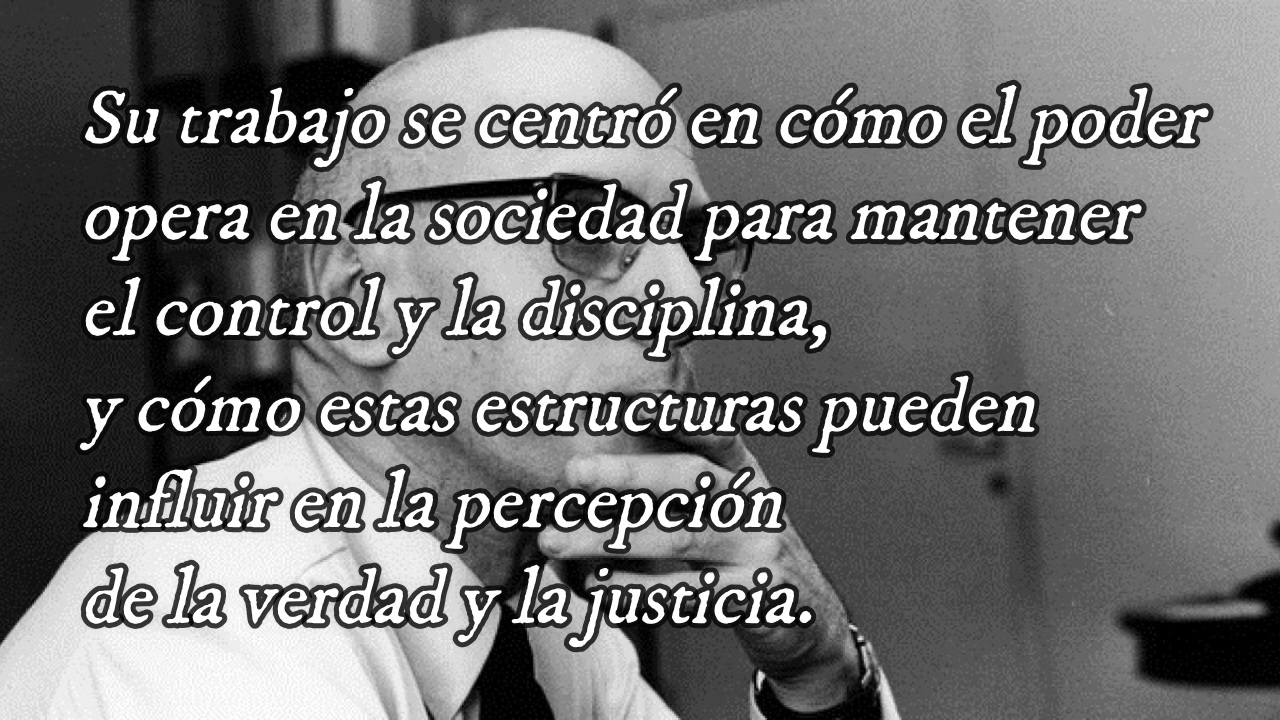 Su trabajo se centró en cómo el poder
opera en la sociedad para mantener
el control y la disciplina,
y cómo estas estructuras pueden
influir en la percepción
de la verdad y la justicia.